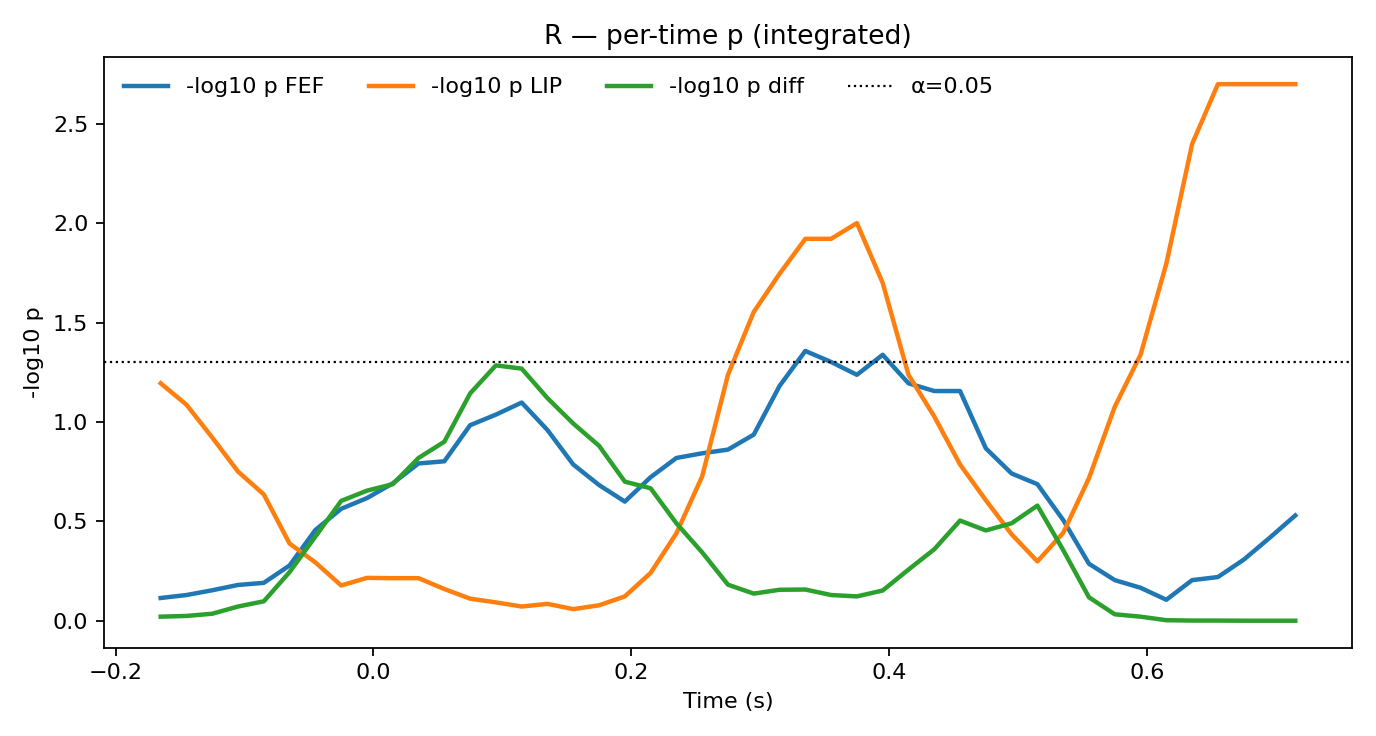 R — per-time p (integrated)
-log10 p FEF
-log10 p LIP
-log10 p diff
α=0.05
-log10 p
2.5
2.0
1.5
1.0
0.5
0.0
−0.2
0.0
0.2
0.4
0.6
Time (s)